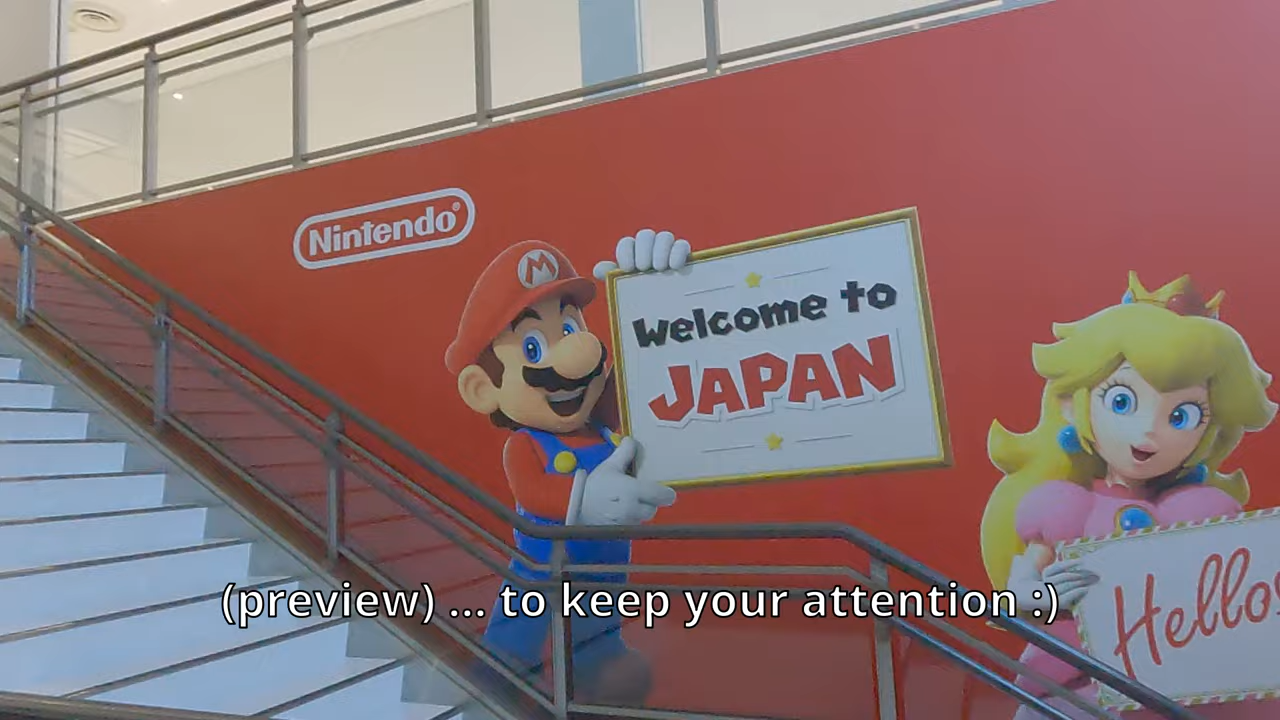 Nintendo®
M
Welcome to
JAPAN
Hello
(preview) ... to keep your attention :)